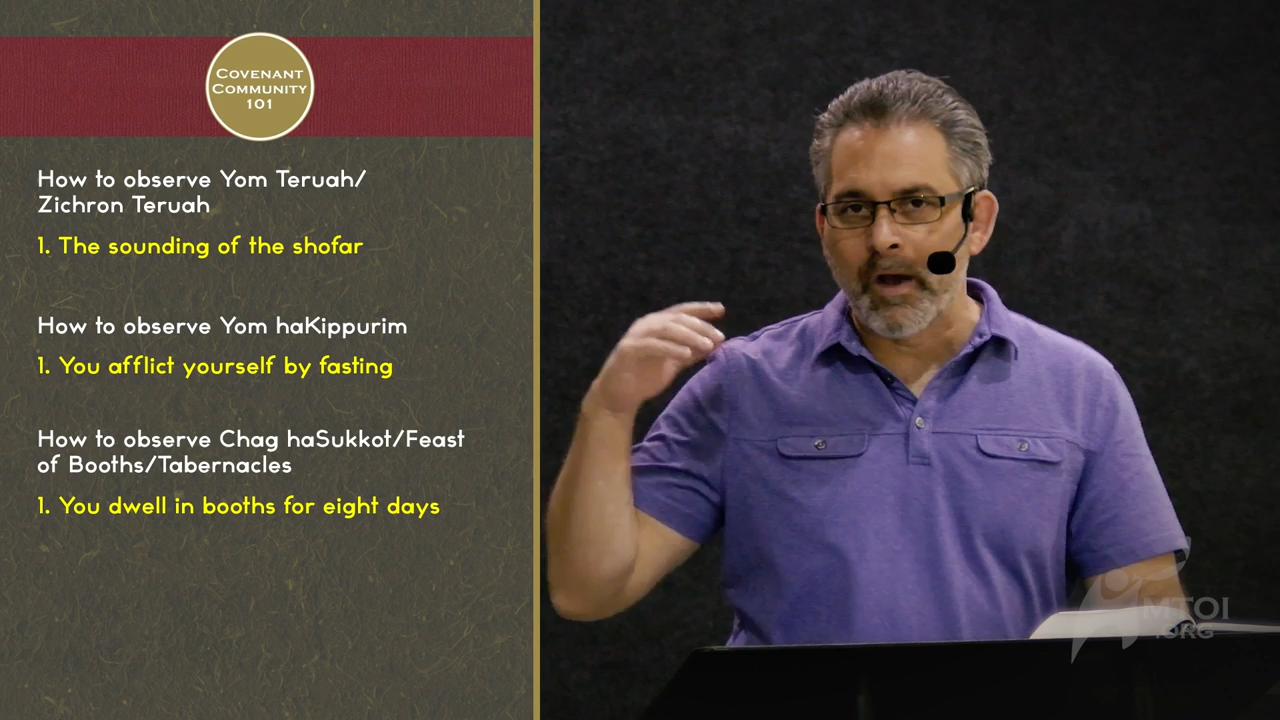 COVENANT
COMMUNITY
101
How to observe Yom Teruah/
Zichron Teruah
1. The sounding of the shofar
How to observe Yom haKippurim
1. You afflict yourself by fasting
How to observe Chag haSukkot/Feast
of Booths/Tabernacles
1. You dwell in booths for eight days
MTOI
.ORG